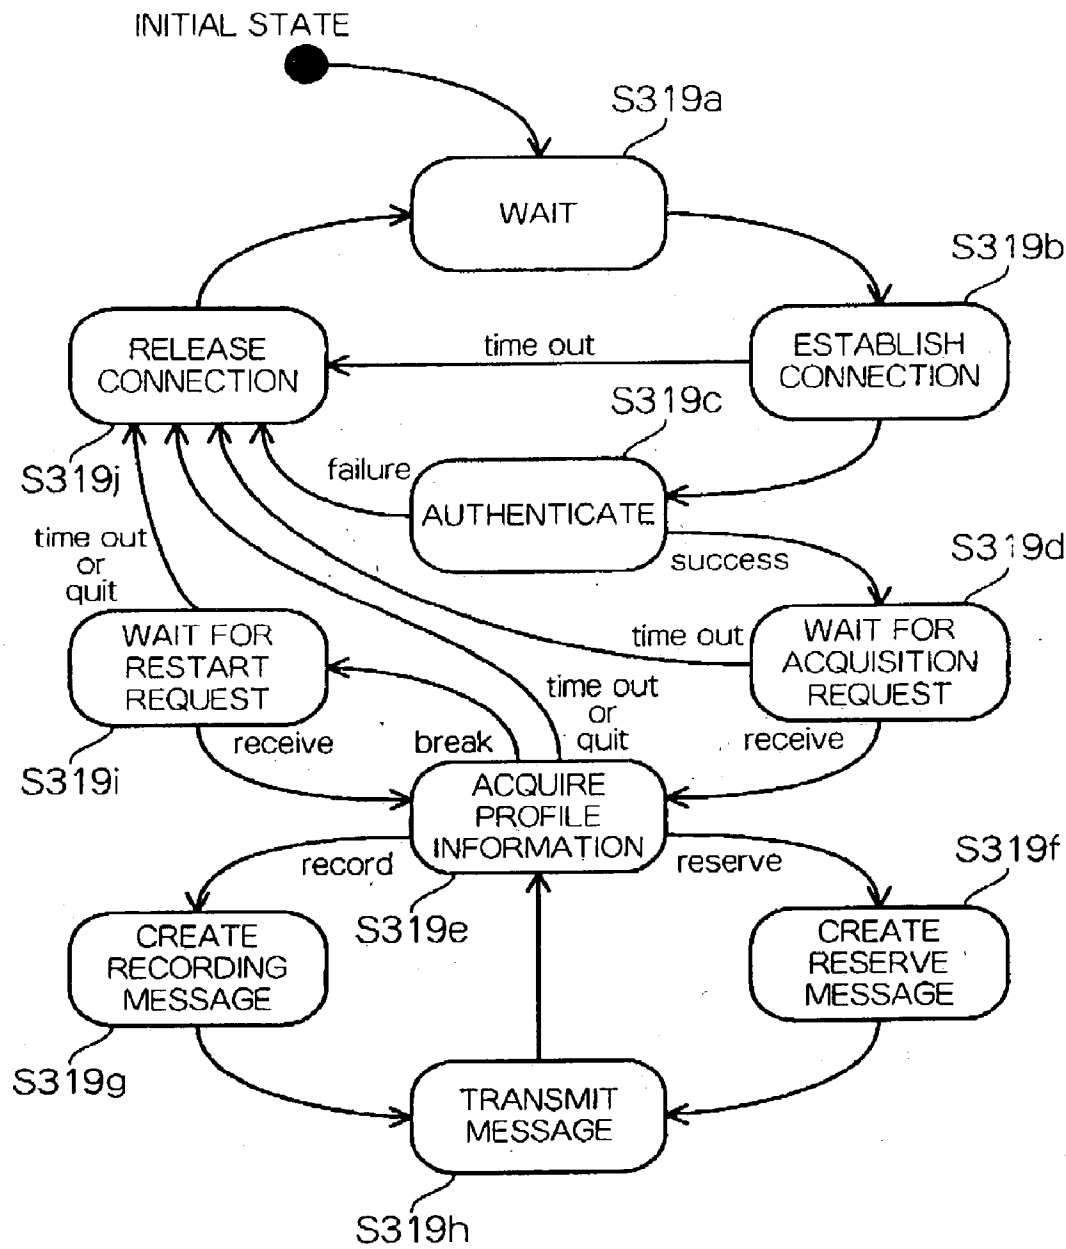 INITIAL STATE
S319a
WAIT
S319b
RELEASE
CONNECTION
time out
ESTABLISH
CONNECTION
S319c
S319j
failure
AUTHENTICATE
success
S319d
time out
or
quit
WAIT FOR
RESTART
REQUEST
time out
WAIT FOR
ACQUISITION
REQUEST
S319i
receive
break
time out
or
quit
receive
ACQUIRE
PROFILE
INFORMATION
record
reserve
S319f
S319e
CREATE
RECORDING
MESSAGE
CREATE
RESERVE
MESSAGE
S319g
TRANSMIT
MESSAGE
S319h